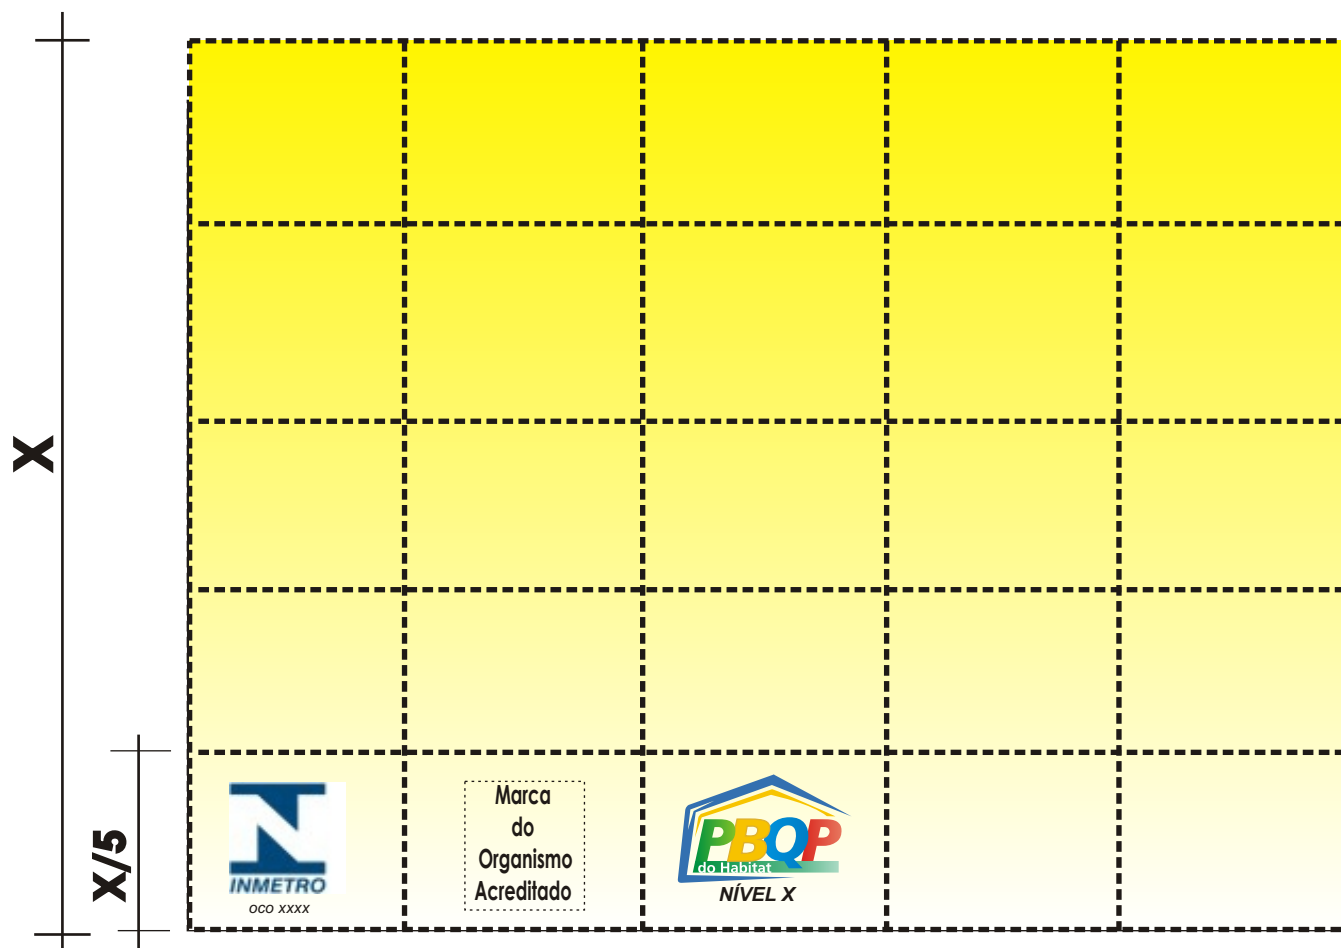 X
X/5
INMETRO
OCO XXXX
Marca
do
Organismo
Acreditado
PBQP
do Habitat
NÍVEL X